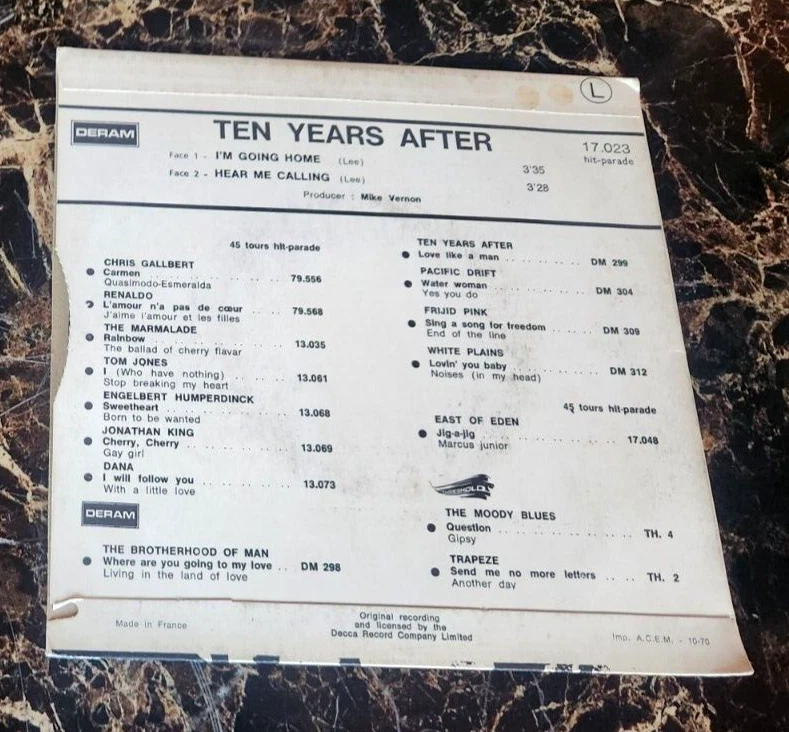 L
DERAM
TEN YEARS AFTER
17.023
hit-parade
Face 1 - I'M GOING HOME (Lee) 3'35
Face 2 - HEAR ME CALLING (Lee) 3'28
Producer : Mike Vernon
45 tours hit-parade
CHRIS GALLBERT
Carmen .......... 79.556
Quasimodo-Esmeralda
RENALDO
L'amour n'a pas de cœur ..... 79.568
J'aime l'amour et les filles
THE MARMALADE
Rainbow .......... 13.035
The ballad of cherry flavar
TOM JONES
I (Who have nothing) ...... 13.061
Stop breaking my heart
ENGELBERT HUMPERDINCK
Sweetheart .......... 13.068
Born to be wanted
JONATHAN KING
Cherry, Cherry .......... 13.069
Gay girl
DANA
I will follow you .......... 13.073
With a little love
DERAM
THE BROTHERHOOD OF MAN
Where are you going to my love .. DM 298
Living in the land of love
TEN YEARS AFTER
Love like a man .......... DM 299
PACIFIC DRIFT
Water woman .......... DM 304
Yes you do
FRIJID PINK
Sing a song for freedom ..... DM 309
End of the line
WHITE PLAINS
Lovin' you baby .......... DM 312
Noises (in my head)
45 tours hit-parade
EAST OF EDEN
Jig-a-jig .......... 17.048
Marcus junior
THRESHOLD
THE MOODY BLUES
Question .......... TH. 4
Gipsy
TRAPEZE
Send me no more letters ..... TH. 2
Another day
Made in France
Original recording
and licensed by the
Decca Record Company Limited
Imp. A.C.E.M. - 10-70